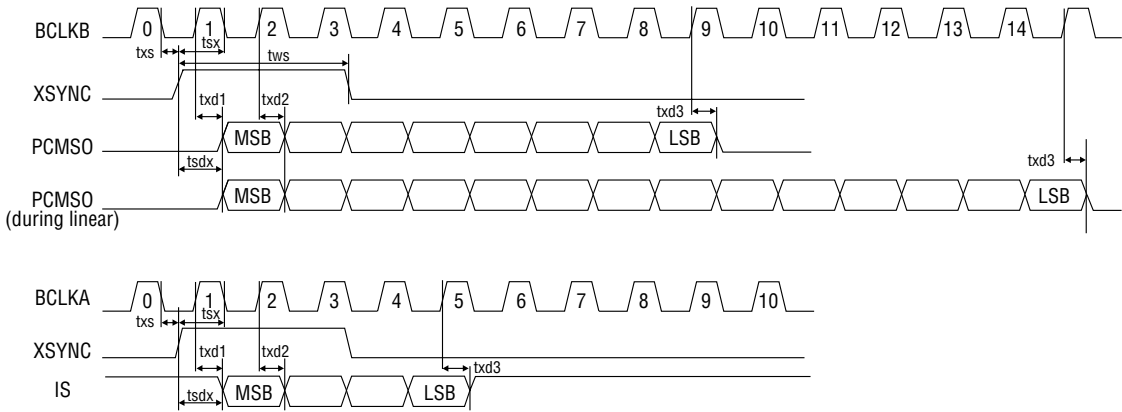 BCLKB 0 1 2 3 4 5 6 7 8 9 10 11 12 13 14
txs tsx
tws
XSYNC
txd1 txd2 txd3
PCMSO MSB LSB
tsdx txd3
PCMSO MSB LSB
(during linear)
BCLKA 0 1 2 3 4 5 6 7 8 9 10
txs tsx
XSYNC
txd1 txd2 txd3
IS MSB LSB
tsdx